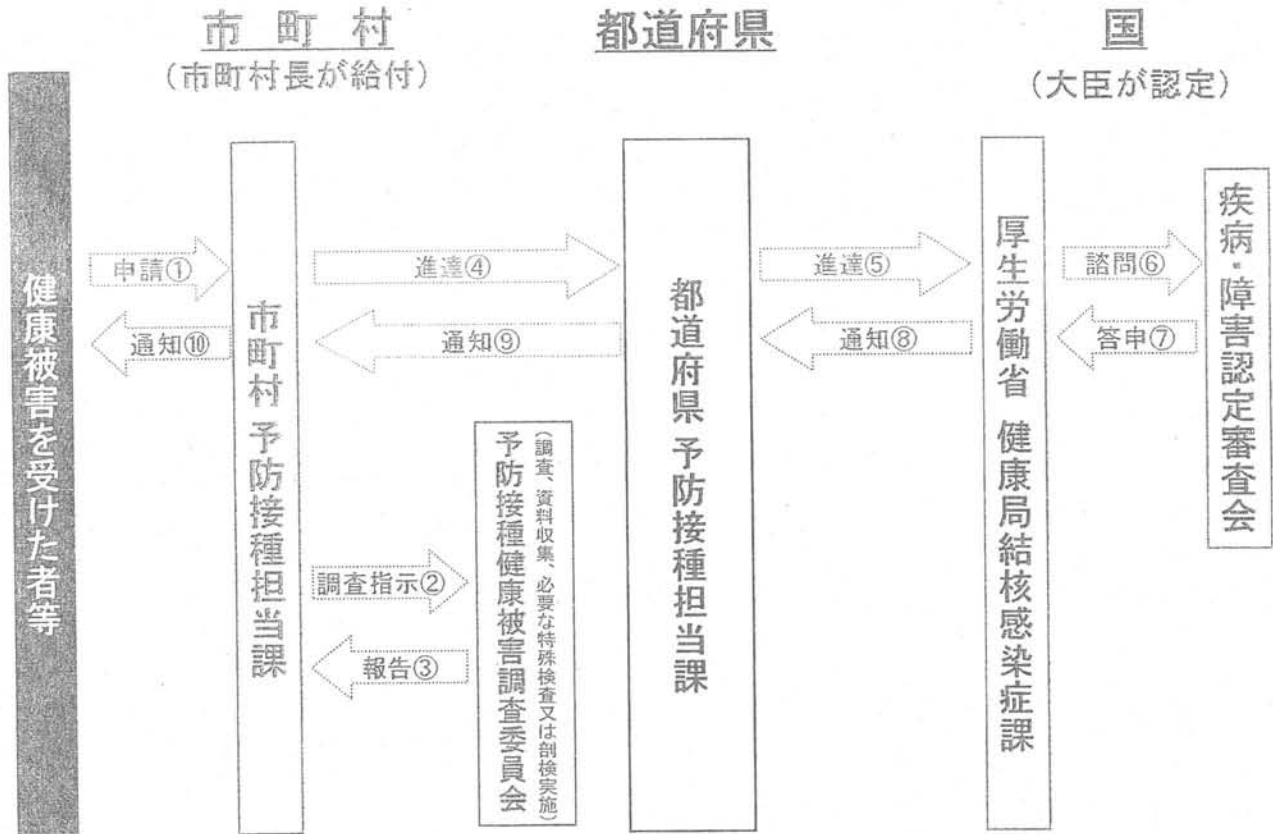 市町村
(市町村長が給付)
都道府県
国
(大臣が認定)
健康被害を受けた者等
申請①
通知⑩
市町村 予防接種担当課
進達④
通知⑨
調査指示②
報告③
予防接種健康被害調査委員会
(調査、資料収集、必要な特殊検査又は剖検実施)
都道府県 予防接種担当課
進達⑤
通知⑧
厚生労働省 健康局結核感染症課
諮問⑥
答申⑦
疾病・障害認定審査会